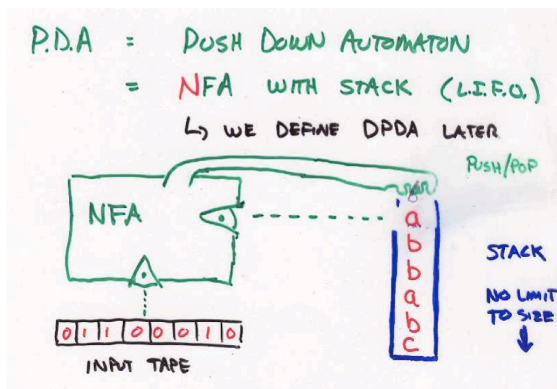 P.D.A = PUSH DOWN AUTOMATON
= NFA WITH STACK (L.I.F.O.)
↳ WE DEFINE DPDA LATER
PUSH/POP
NFA
a
b
b
a
b
c
STACK
NO LIMIT
TO SIZE
0 1 1 0 0 0 1 0
INPUT TAPE